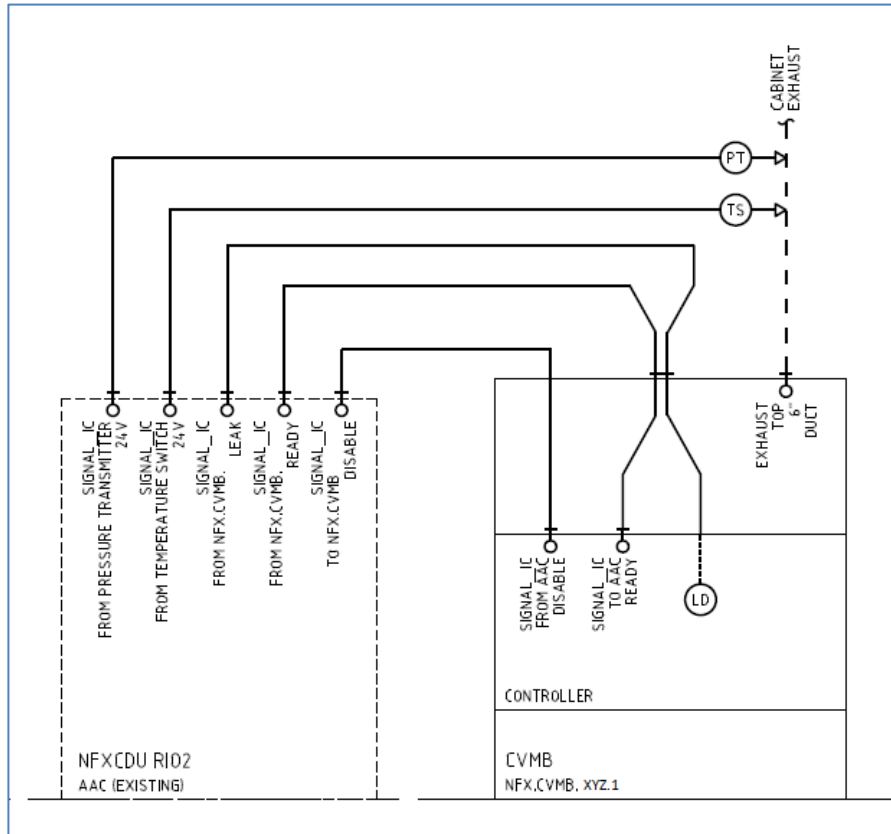 CABINET
EXHAUST
PT
TS
SIGNAL_IC
FROM PRESSURE TRANSMITTER
24V
SIGNAL_IC
FROM TEMPERATURE SWITCH
24V
SIGNAL_IC
FROM NFX.CVMB.
LEAK
SIGNAL_IC
FROM NFX.CVMB.
READY
SIGNAL_IC
TO NFX.CVMB
DISABLE
EXHAUST
TOP
6"
DUCT
SIGNAL_IC
FROM AAC
DISABLE
SIGNAL_IC
TO AAC
READY
LD
CONTROLLER
NFXCDU RIO2
AAC (EXISTING)
CVMB
NFX.CVMB. XYZ.1